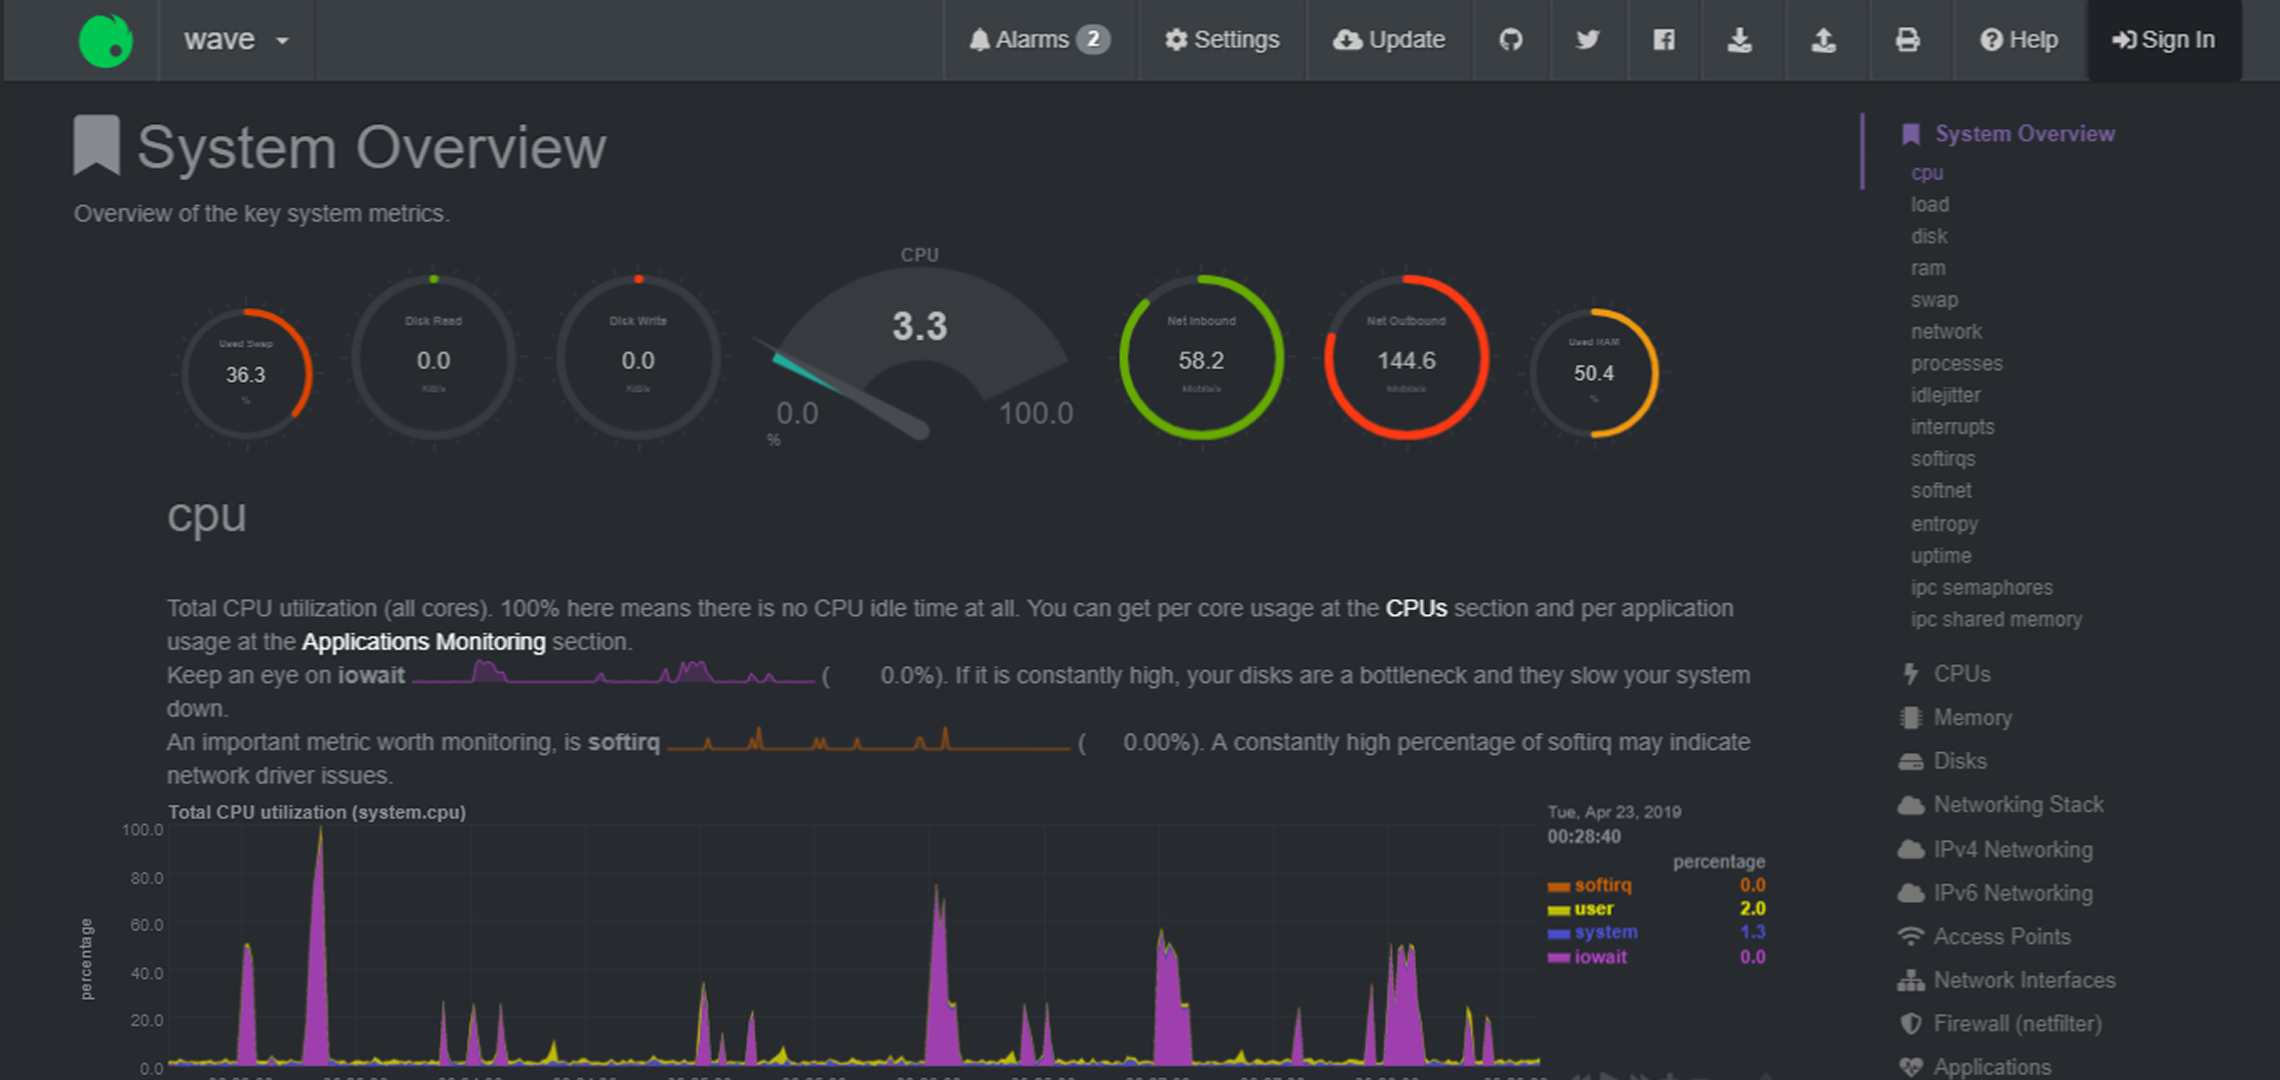 wave
Alarms 2
Settings
Update
Help
Sign In
System Overview
Overview of the key system metrics.
Used Swap
36.3
%
Disk Read
0.0
KiB/s
Disk Write
0.0
KiB/s
CPU
3.3
0.0
100.0
%
Net Inbound
58.2
kilobits/s
Net Outbound
144.6
kilobits/s
Used RAM
50.4
%
cpu
Total CPU utilization (all cores). 100% here means there is no CPU idle time at all. You can get per core usage at the CPUs section and per application
usage at the Applications Monitoring section.
Keep an eye on iowait ( 0.0%). If it is constantly high, your disks are a bottleneck and they slow your system
down.
An important metric worth monitoring, is softirq ( 0.00%). A constantly high percentage of softirq may indicate
network driver issues.
Total CPU utilization (system.cpu)
100.0
80.0
60.0
40.0
20.0
0.0
percentage
Tue, Apr 23, 2019
00:28:40
percentage
softirq 0.0
user 2.0
system 1.3
iowait 0.0
System Overview
cpu
load
disk
ram
swap
network
processes
idlejitter
interrupts
softirqs
softnet
entropy
uptime
ipc semaphores
ipc shared memory
CPUs
Memory
Disks
Networking Stack
IPv4 Networking
IPv6 Networking
Access Points
Network Interfaces
Firewall (netfilter)
Applications